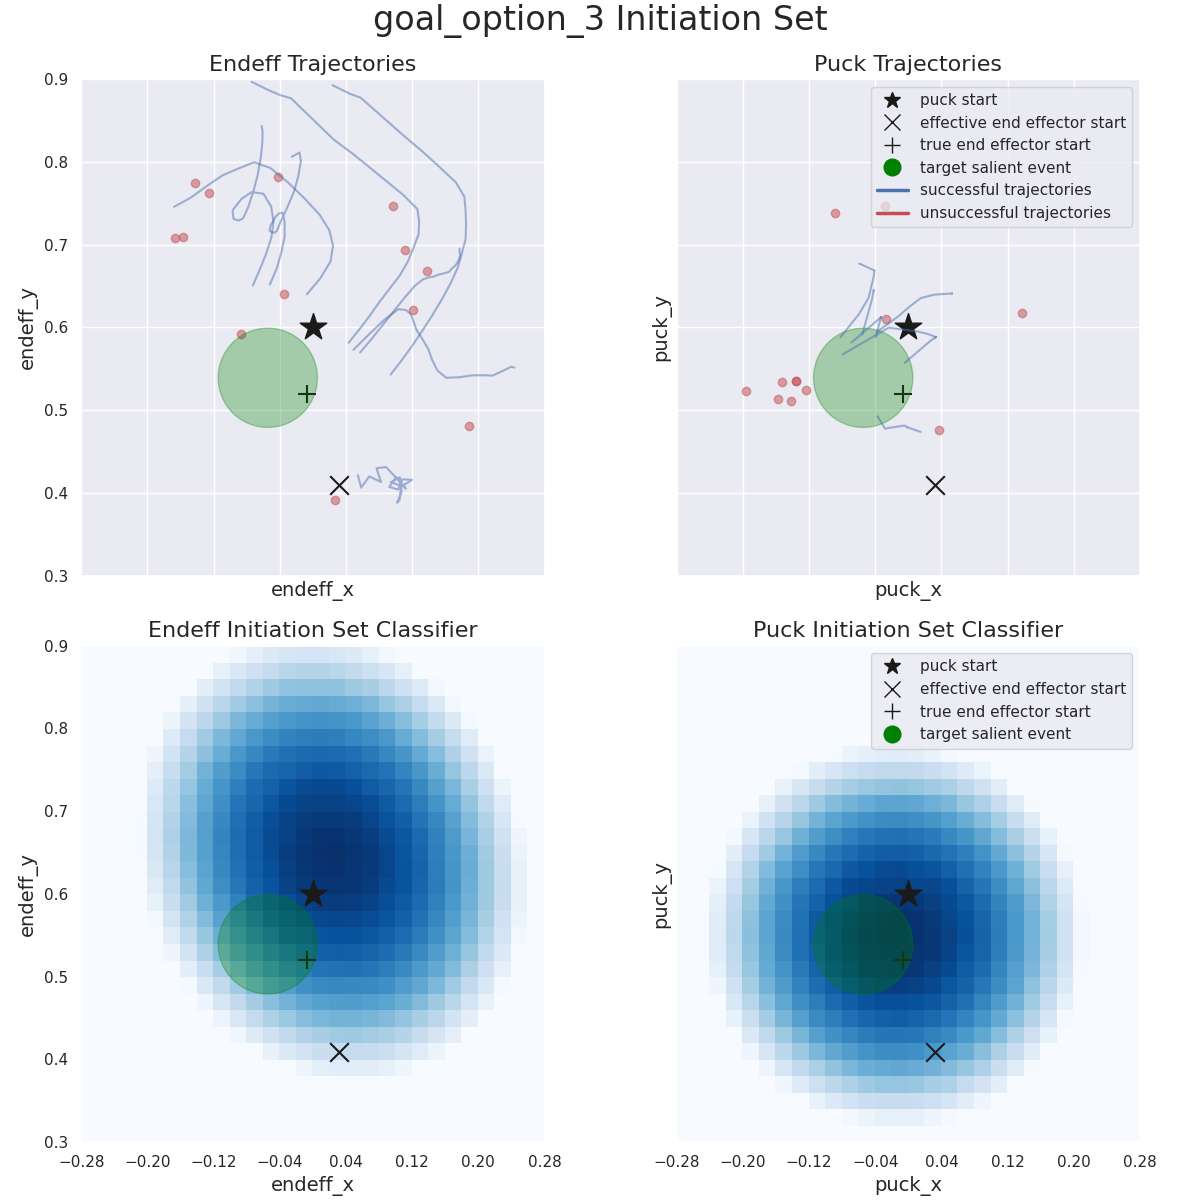 goal_option_3 Initiation Set
Endeff Trajectories
0.9
0.8
0.7
0.6
0.5
0.4
0.3
endeff_y
endeff_x
Puck Trajectories
puck start
effective end effector start
true end effector start
target salient event
successful trajectories
unsuccessful trajectories
puck_y
puck_x
Endeff Initiation Set Classifier
0.9
0.8
0.7
0.6
0.5
0.4
0.3
endeff_y
−0.28 −0.20 −0.12 −0.04 0.04 0.12 0.20 0.28
endeff_x
Puck Initiation Set Classifier
puck start
effective end effector start
true end effector start
target salient event
puck_y
−0.28 −0.20 −0.12 −0.04 0.04 0.12 0.20 0.28
puck_x